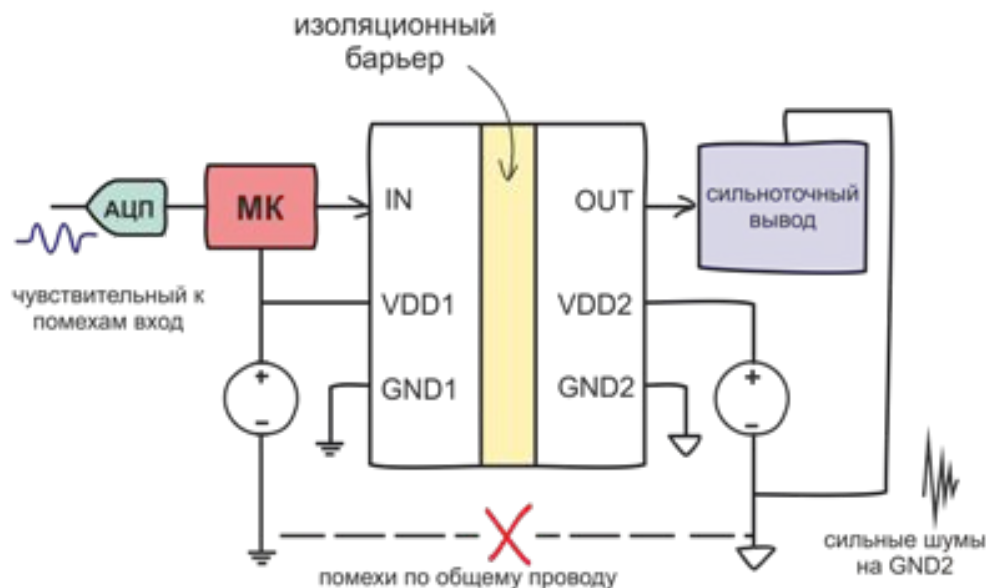 изоляционный
барьер
АЦП
МК
IN
OUT
сильноточный
вывод
чувствительный к
помехам вход
VDD1
VDD2
+
-
GND1
GND2
+
-
помехи по общему проводу
сильные шумы
на GND2